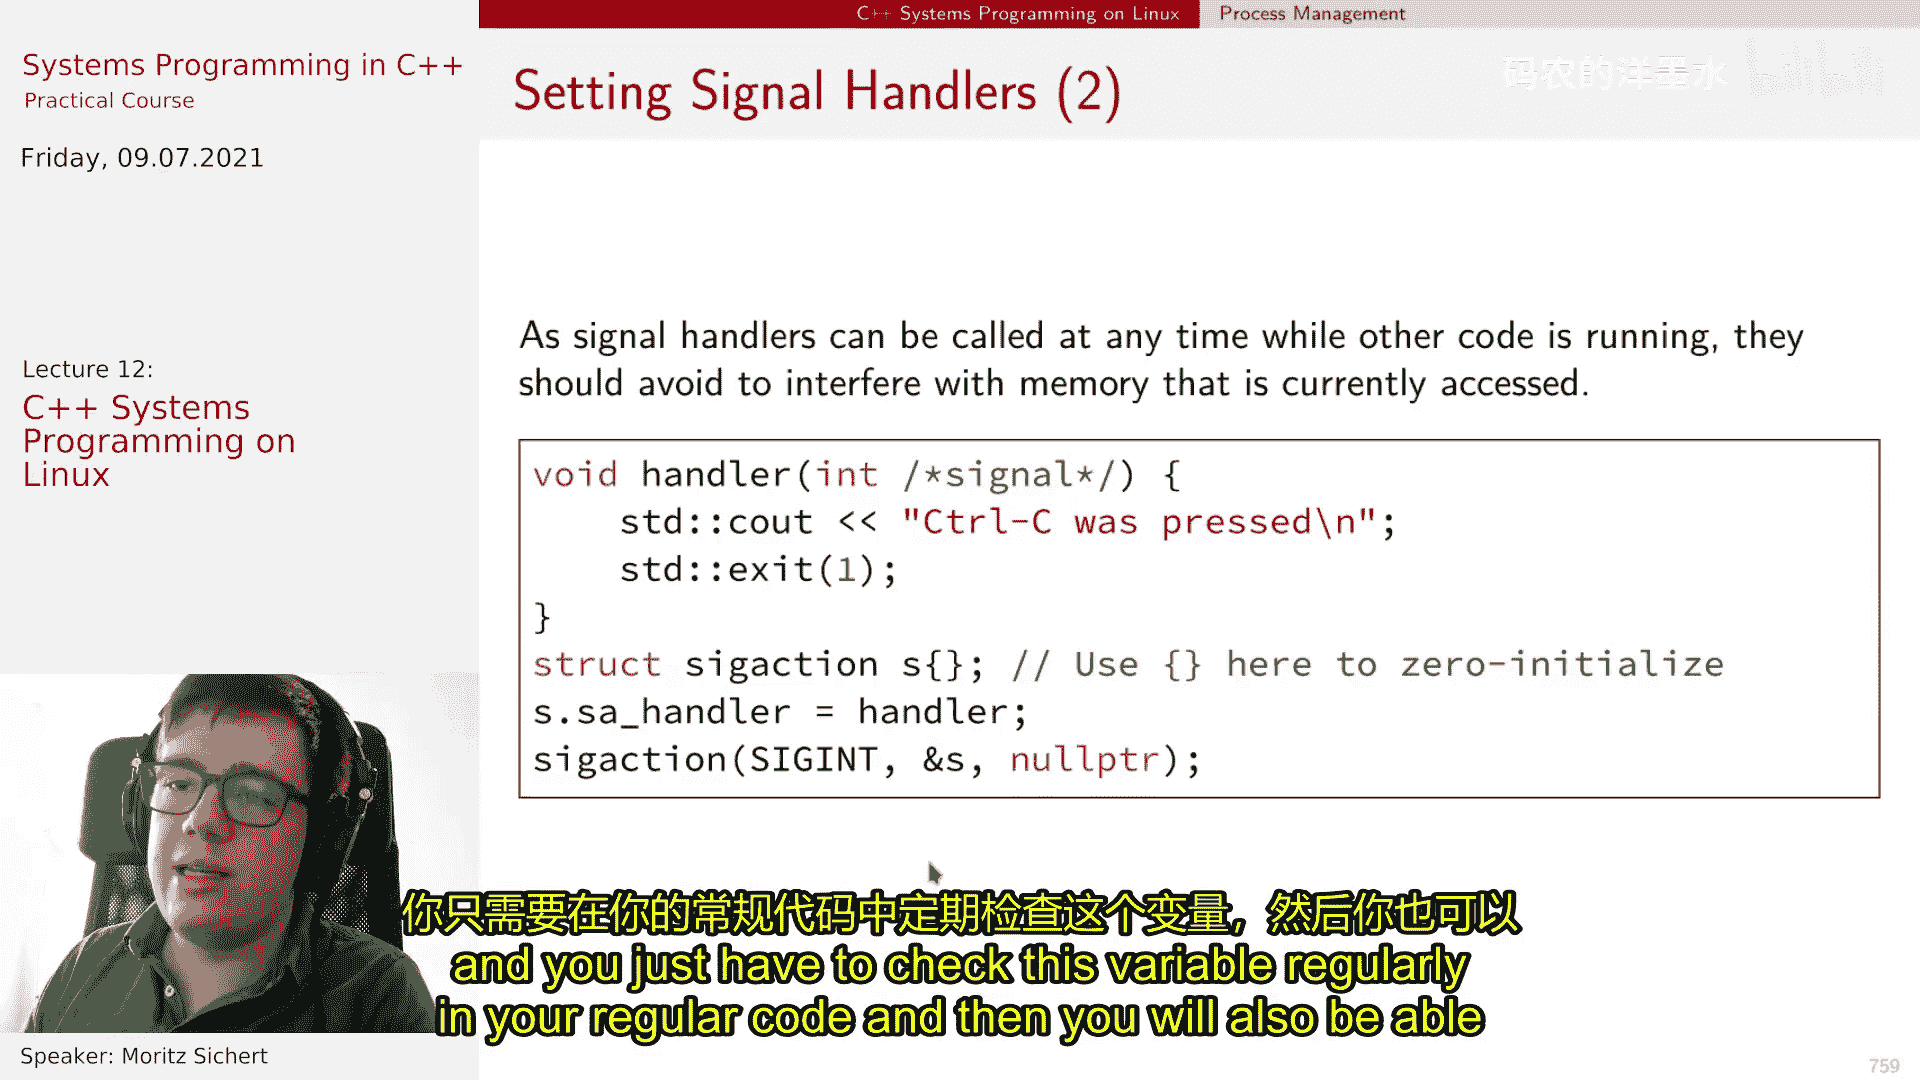 C++ Systems Programming on Linux
Process Management
Systems Programming in C++
Practical Course
Friday, 09.07.2021
Setting Signal Handlers (2)
码农的洋墨水
As signal handlers can be called at any time while other code is running, they
should avoid to interfere with memory that is currently accessed.
Lecture 12:
C++ Systems
Programming on
Linux
void handler(int /*signal*/) {
    std::cout << "Ctrl-C was pressed\n";
    std::exit(1);
}
struct sigaction s{}; // Use {} here to zero-initialize
s.sa_handler = handler;
sigaction(SIGINT, &s, nullptr);
你只需要在你的常规代码中定期检查这个变量，然后你也可以
and you just have to check this variable regularly
in your regular code and then you will also be able
Speaker: Moritz Sichert
759